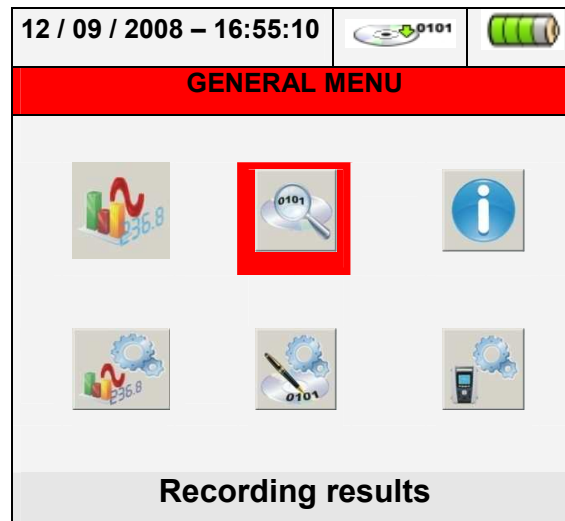 12 / 09 / 2008 – 16:55:10 0101
GENERAL MENU
236.8 0101
236.8 0101
Recording results